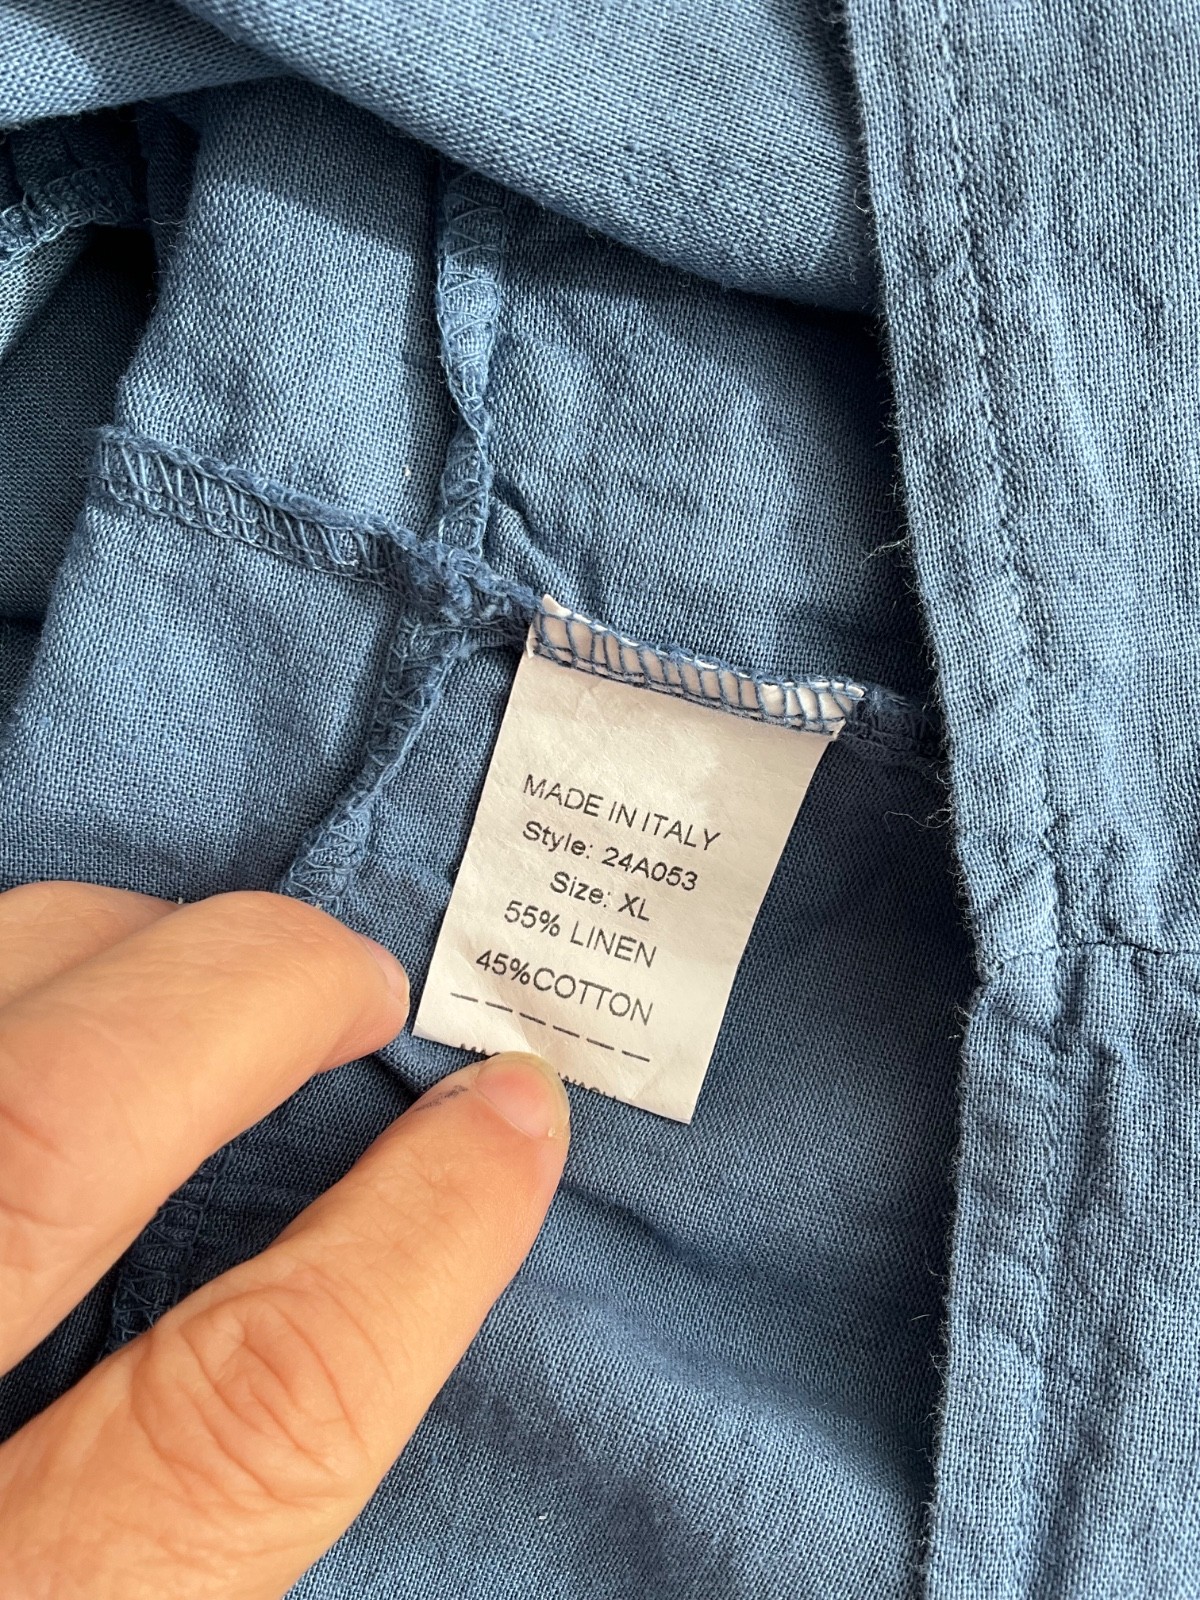 MADE IN ITALY
Style: 24A053
Size: XL
55% LINEN
45%COTTON
-------